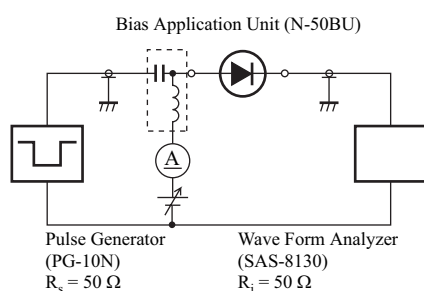 Bias Application Unit (N-50BU)
A
Pulse Generator
(PG-10N)
Rs = 50 Ω
Wave Form Analyzer
(SAS-8130)
Ri = 50 Ω